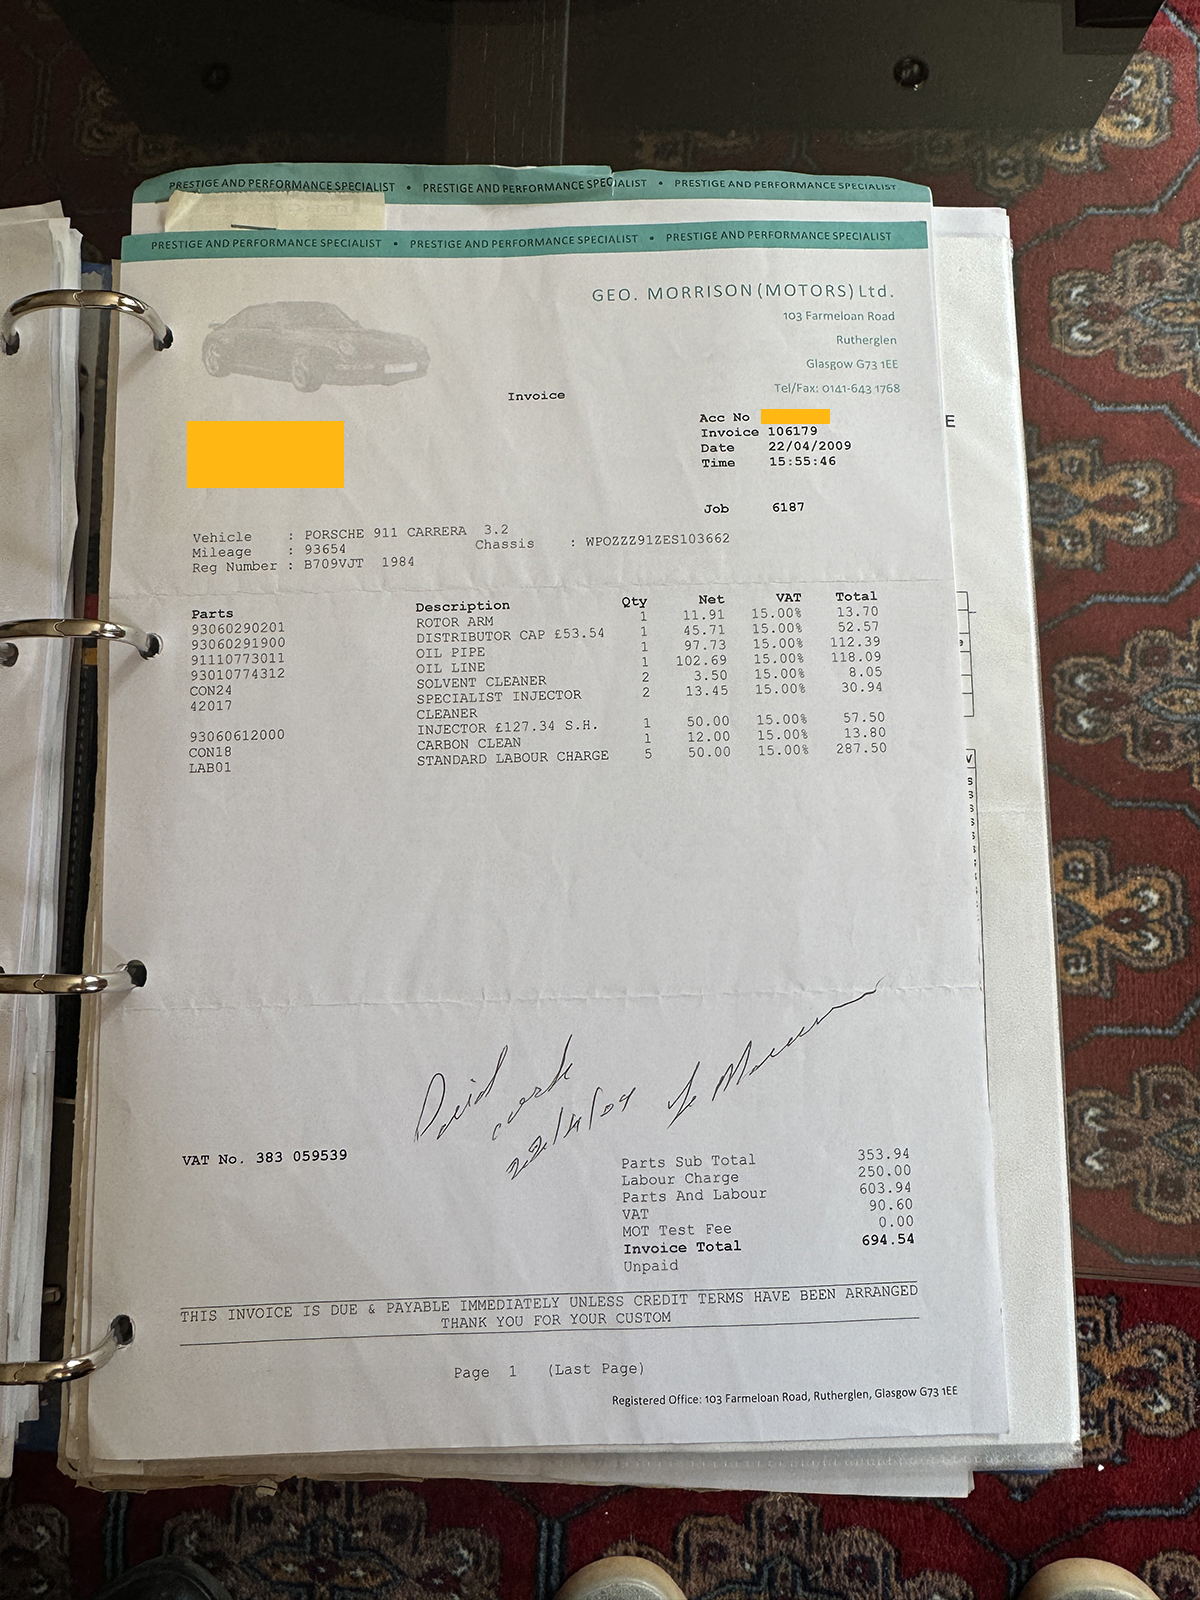 PRESTIGE AND PERFORMANCE SPECIALIST • PRESTIGE AND PERFORMANCE SPECIALIST • PRESTIGE AND PERFORMANCE SPECIALIST
PRESTIGE AND PERFORMANCE SPECIALIST • PRESTIGE AND PERFORMANCE SPECIALIST • PRESTIGE AND PERFORMANCE SPECIALIST
GEO. MORRISON (MOTORS) Ltd.
103 Farmeloan Road
Rutherglen
Glasgow G73 1EE
Tel/Fax: 0141-643 1768
Invoice
Acc No
Invoice 106179
Date 22/04/2009
Time 15:55:46
Job 6187
Vehicle : PORSCHE 911 CARRERA 3.2
Mileage : 93654 Chassis : WPOZZZ91ZES103662
Reg Number : B709VJT 1984
Parts Description Qty Net VAT Total
93060290201 ROTOR ARM 1 11.91 15.00% 13.70
93060291900 DISTRIBUTOR CAP £53.54 1 45.71 15.00% 52.57
91110773011 OIL PIPE 1 97.73 15.00% 112.39
93010774312 OIL LINE 1 102.69 15.00% 118.09
CON24 SOLVENT CLEANER 2 3.50 15.00% 8.05
42017 SPECIALIST INJECTOR 2 13.45 15.00% 30.94
CLEANER
93060612000 INJECTOR £127.34 S.H. 1 50.00 15.00% 57.50
CON18 CARBON CLEAN 1 12.00 15.00% 13.80
LAB01 STANDARD LABOUR CHARGE 5 50.00 15.00% 287.50
22/4/09
VAT No. 383 059539
Parts Sub Total 353.94
Labour Charge 250.00
Parts And Labour 603.94
VAT 90.60
MOT Test Fee 0.00
Invoice Total 694.54
Unpaid
THIS INVOICE IS DUE & PAYABLE IMMEDIATELY UNLESS CREDIT TERMS HAVE BEEN ARRANGED
THANK YOU FOR YOUR CUSTOM
Page 1 (Last Page)
Registered Office: 103 Farmeloan Road, Rutherglen, Glasgow G73 1EE